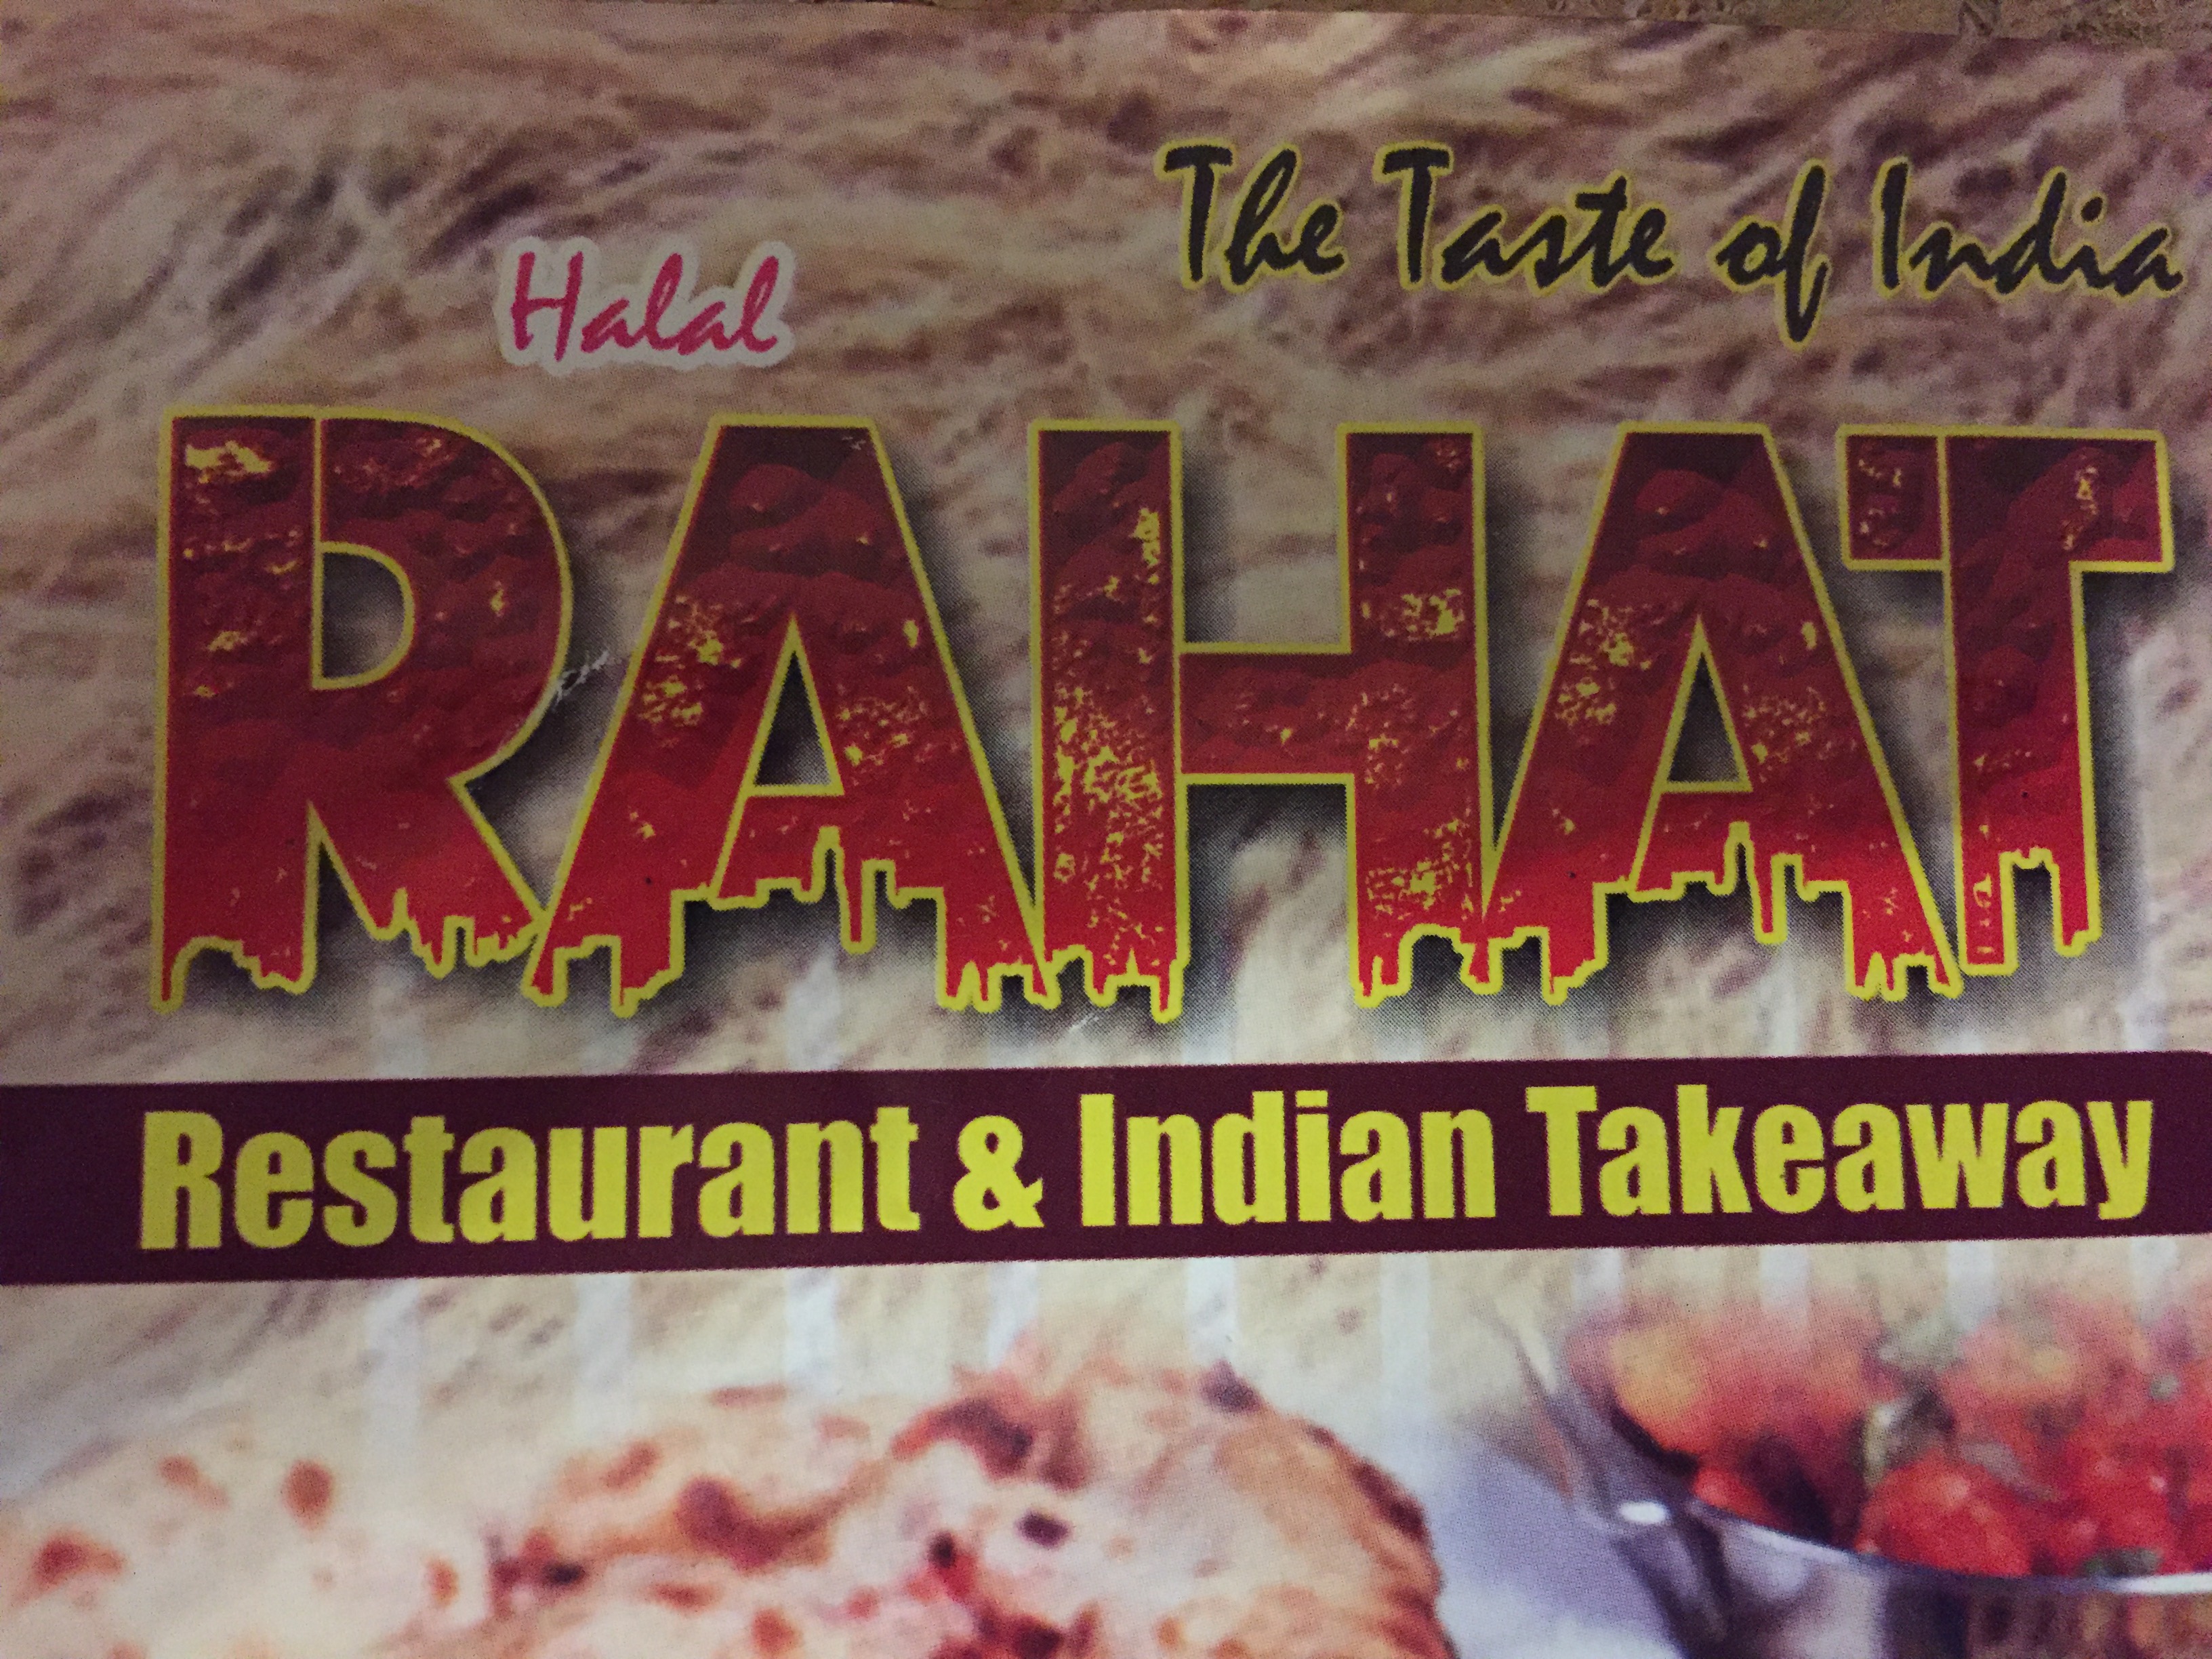 The Taste of India
Halal
RAHAT
Restaurant & Indian Takeaway